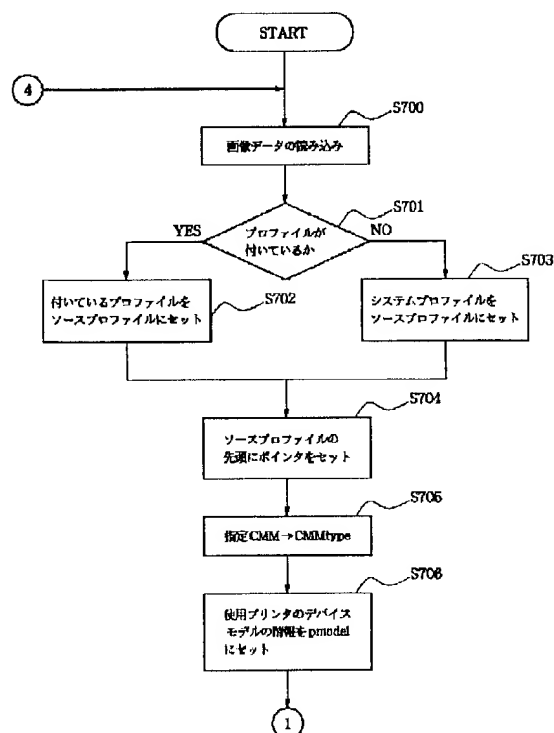 START
4
S700
画像データの読み込み
S701
YES
プロファイルが
NO
付いているか
S703
付いているプロファイルを
ソースプロファイルにセット
S702
システムプロファイルを
ソースプロファイルにセット
S704
ソースプロファイルの
先頭にポインタをセット
S705
指定CMM→CMMtype
S706
使用プリンタのデバイス
モデルの情報をpmodel
にセット
1